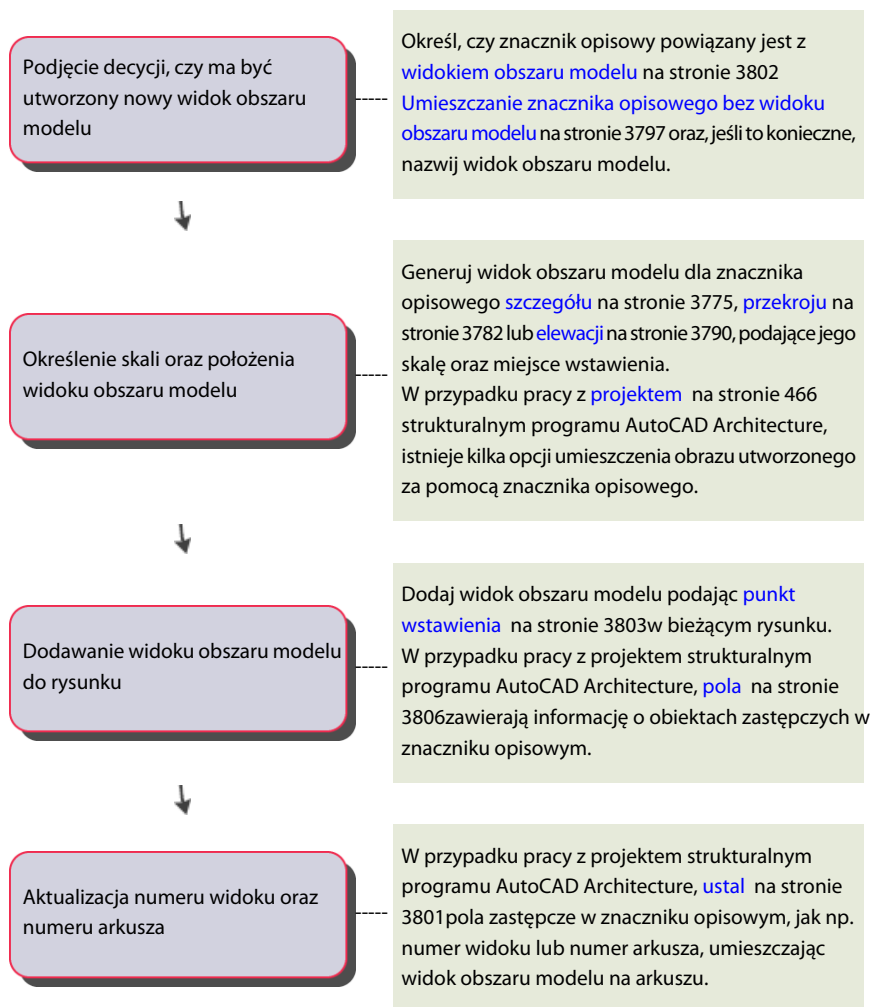 Podjęcie decycji, czy ma być
utworzony nowy widok obszaru
modelu
Określ, czy znacznik opisowy powiązany jest z
widokiem obszaru modelu na stronie 3802
Umieszczanie znacznika opisowego bez widoku
obszaru modelu na stronie 3797 oraz, jeśli to konieczne,
nazwij widok obszaru modelu.
Określenie skali oraz położenia
widoku obszaru modelu
Generuj widok obszaru modelu dla znacznika
opisowego szczegółu na stronie 3775, przekroju na
stronie 3782 lub elewacji na stronie 3790, podające jego
skalę oraz miejsce wstawienia.
W przypadku pracy z projektem na stronie 466
strukturalnym programu AutoCAD Architecture,
istnieje kilka opcji umieszczenia obrazu utworzonego
za pomocą znacznika opisowego.
Dodawanie widoku obszaru modelu
do rysunku
Dodaj widok obszaru modelu podając punkt
wstawienia na stronie 3803w bieżącym rysunku.
W przypadku pracy z projektem strukturalnym
programu AutoCAD Architecture, pola na stronie
3806zawierają informację o obiektach zastępczych w
znaczniku opisowym.
Aktualizacja numeru widoku oraz
numeru arkusza
W przypadku pracy z projektem strukturalnym
programu AutoCAD Architecture, ustal na stronie
3801pola zastępcze w znaczniku opisowym, jak np.
numer widoku lub numer arkusza, umieszczając
widok obszaru modelu na arkuszu.